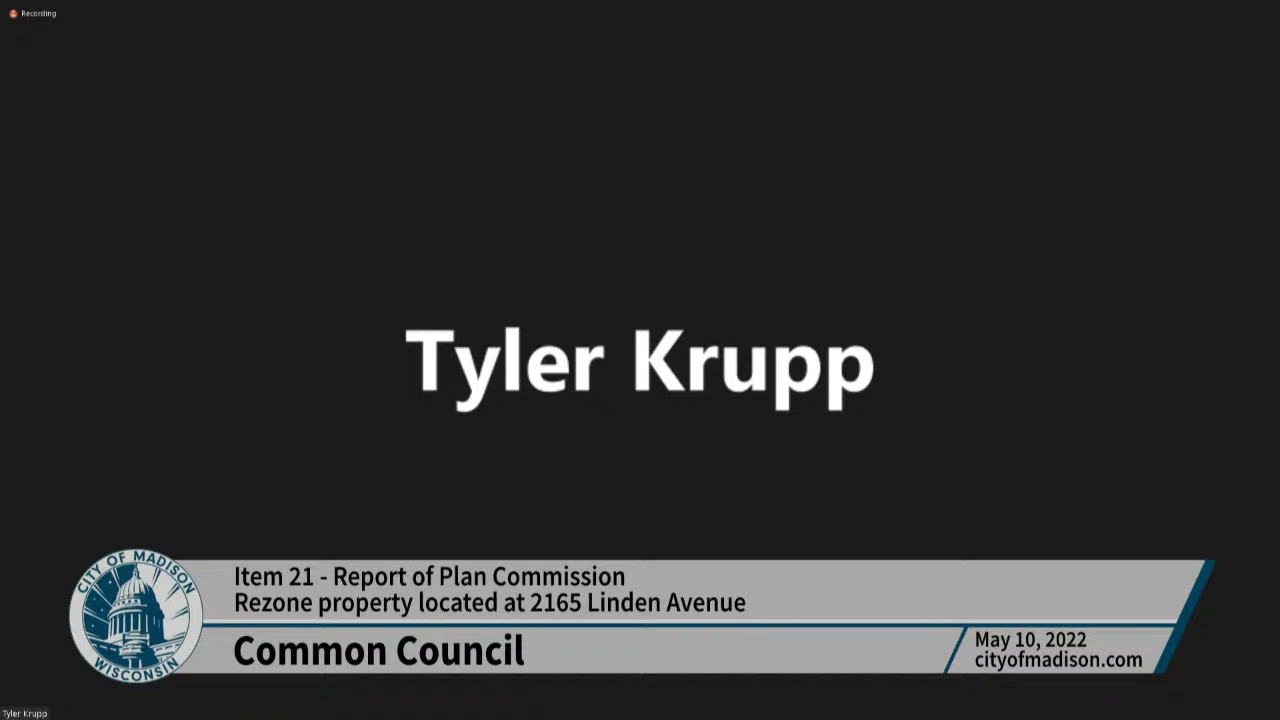 Recording
Tyler Krupp
CITY OF MADISON
WISCONSIN
Item 21 - Report of Plan Commission
Rezone property located at 2165 Linden Avenue
Common Council
May 10, 2022
cityofmadison.com
Tyler Krupp